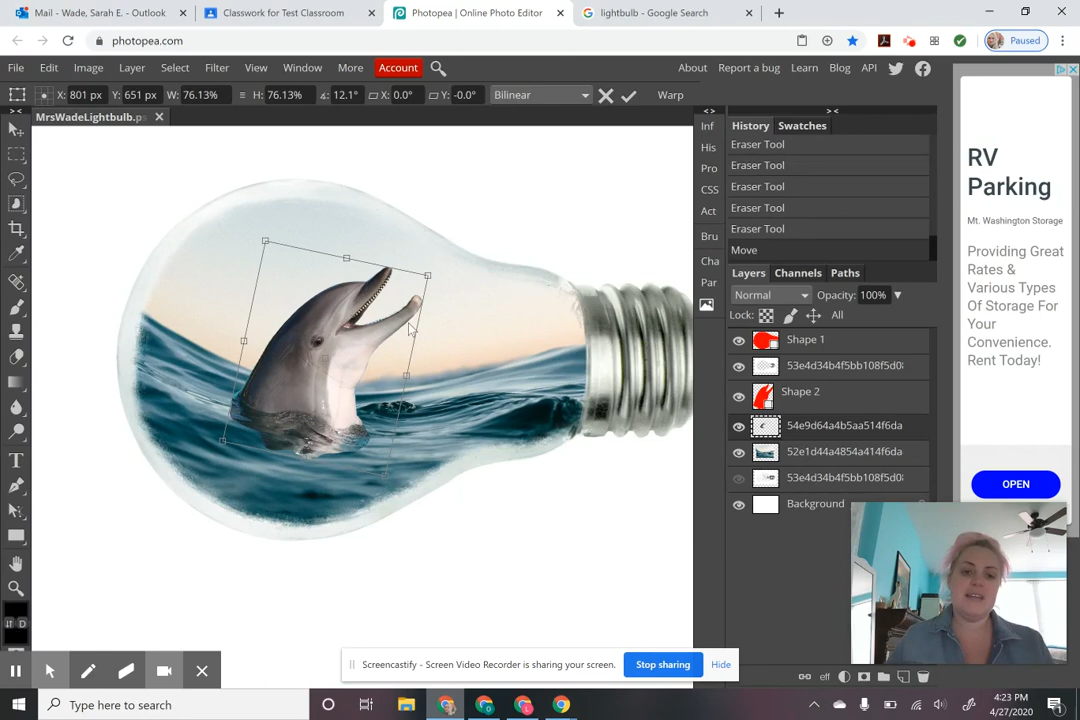 Mail - Wade, Sarah E. - Outlook
Classwork for Test Classroom
Photopea | Online Photo Editor
lightbulb - Google Search
photopea.com
Paused
File Edit Image Layer Select Filter View Window More Account
About Report a bug Learn Blog API
X: 801 px Y: 651 px W: 76.13% H: 76.13% 12.1° X: 0.0° Y: -0.0° Bilinear Warp
MrsWadeLightbulb.ps
Inf
His
Pro
CSS
Act
Bru
Cha
Par
History Swatches
Eraser Tool
Eraser Tool
Eraser Tool
Eraser Tool
Eraser Tool
Move
Layers Channels Paths
Normal Opacity: 100%
Lock: All
Shape 1
53e4d34b4f5bb108f5d0
Shape 2
54e9d64a4b5aa514f6da
52e1d44a4854a414f6da
53e4d34b4f5bb108f5d0
Background
eff
RV
Parking
Mt. Washington Storage
Providing Great
Rates &
Various Types
Of Storage For
Your
Convenience.
Rent Today!
OPEN
D
Screencastify - Screen Video Recorder is sharing your screen.
Stop sharing
Hide
Type here to search
4:23 PM
4/27/2020